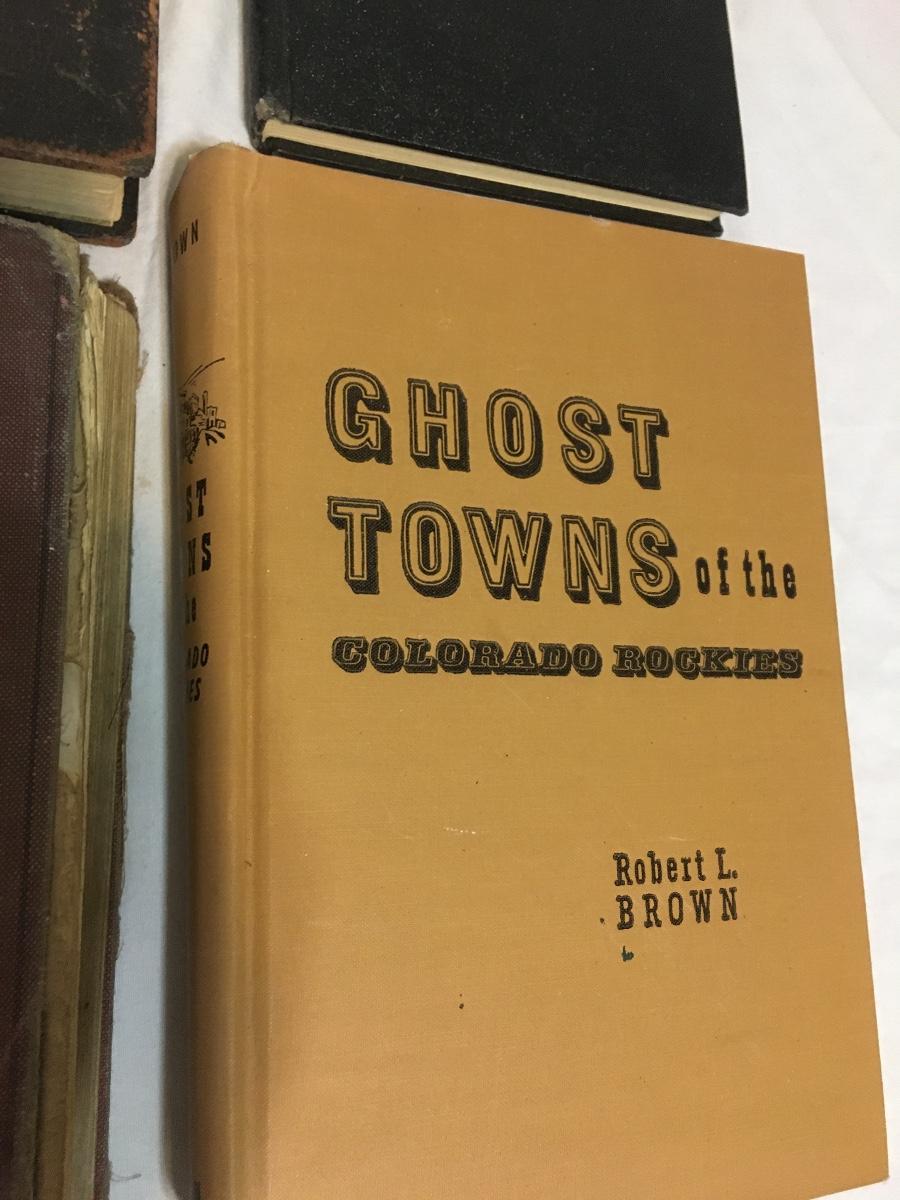 GHOST
TOWNS of the
COLORADO ROCKIES
Robert L.
BROWN